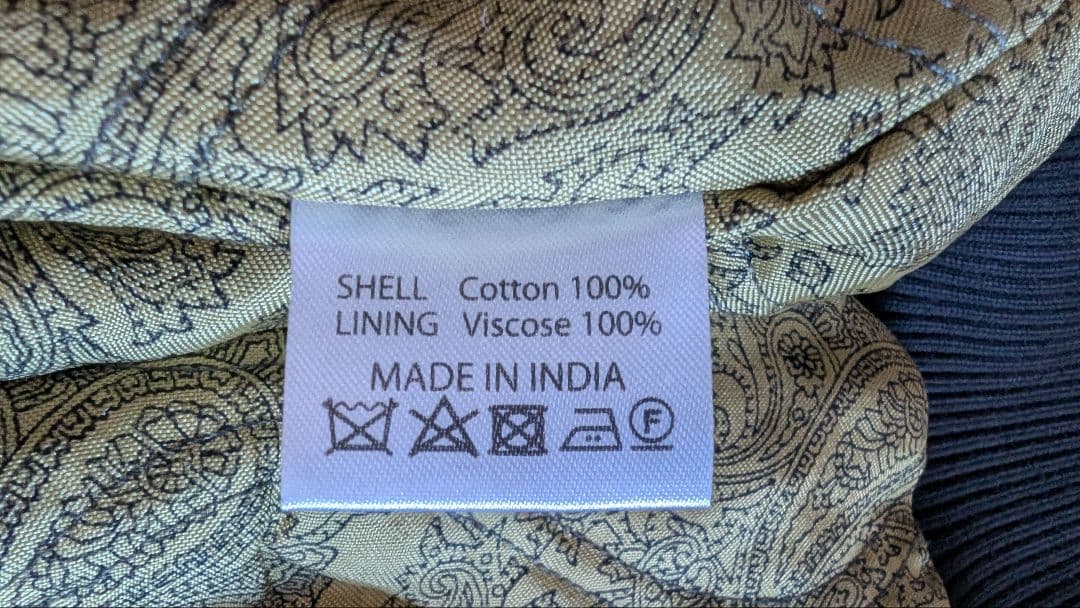 SHELL Cotton 100%
LINING Viscose 100%
MADE IN INDIA
F